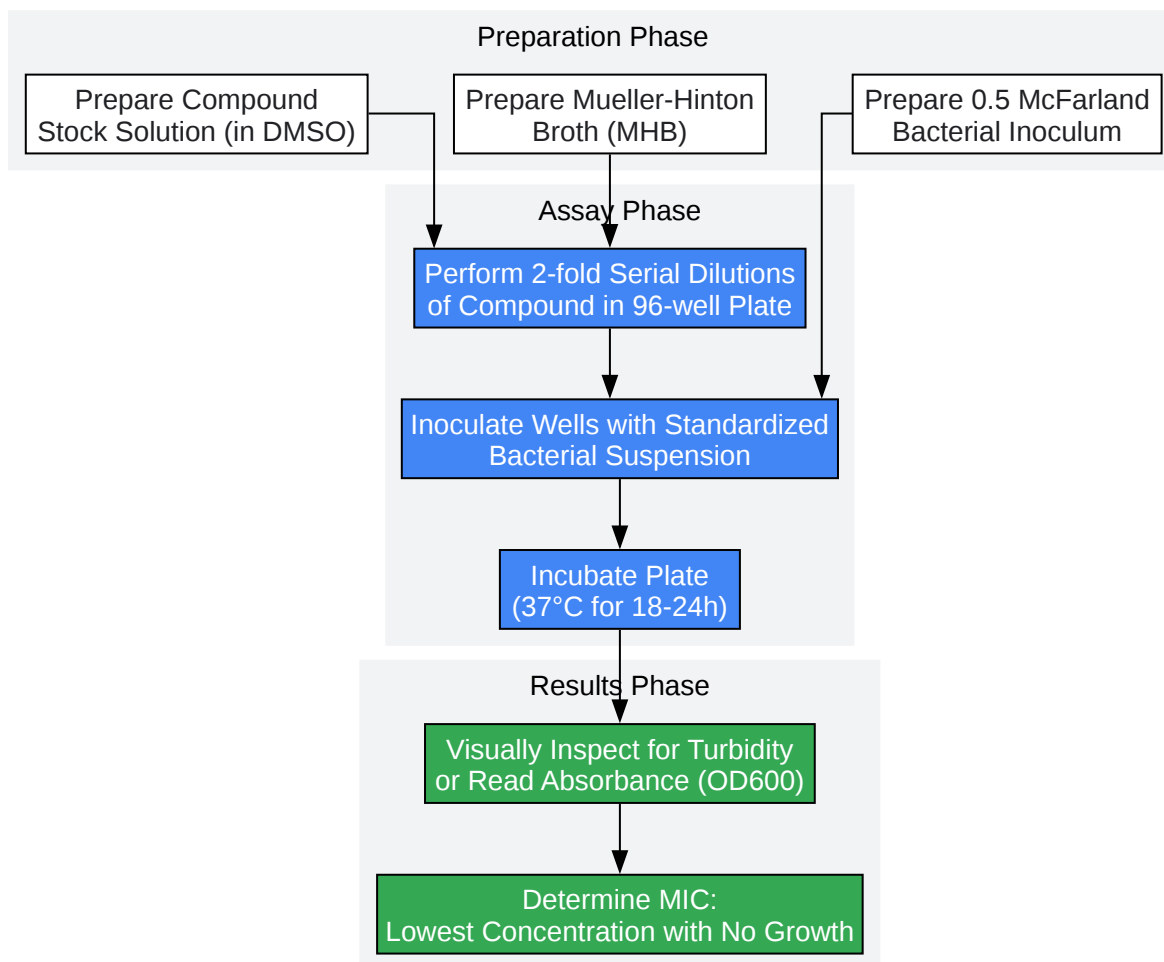 Preparation Phase
Prepare Compound
Stock Solution (in DMSO)
Prepare Mueller-Hinton
Broth (MHB)
Prepare 0.5 McFarland
Bacterial Inoculum
Assay Phase
Perform 2-fold Serial Dilutions
of Compound in 96-well Plate
Inoculate Wells with Standardized
Bacterial Suspension
Incubate Plate
(37°C for 18-24h)
Results Phase
Visually Inspect for Turbidity
or Read Absorbance (OD600)
Determine MIC:
Lowest Concentration with No Growth